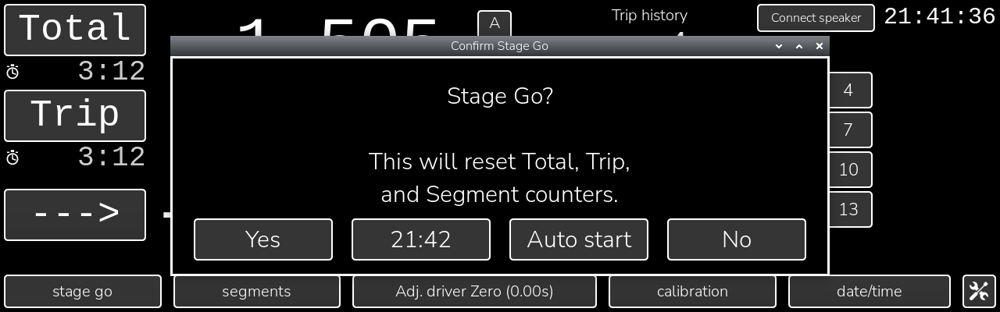 Total
1 505
A
Trip history
Connect speaker
21:41:36
Confirm Stage Go
3:12
Trip
3:12
--->
Stage Go?
This will reset Total, Trip,
and Segment counters.
Yes
21:42
Auto start
No
4
7
10
13
stage go
segments
Adj. driver Zero (0.00s)
calibration
date/time